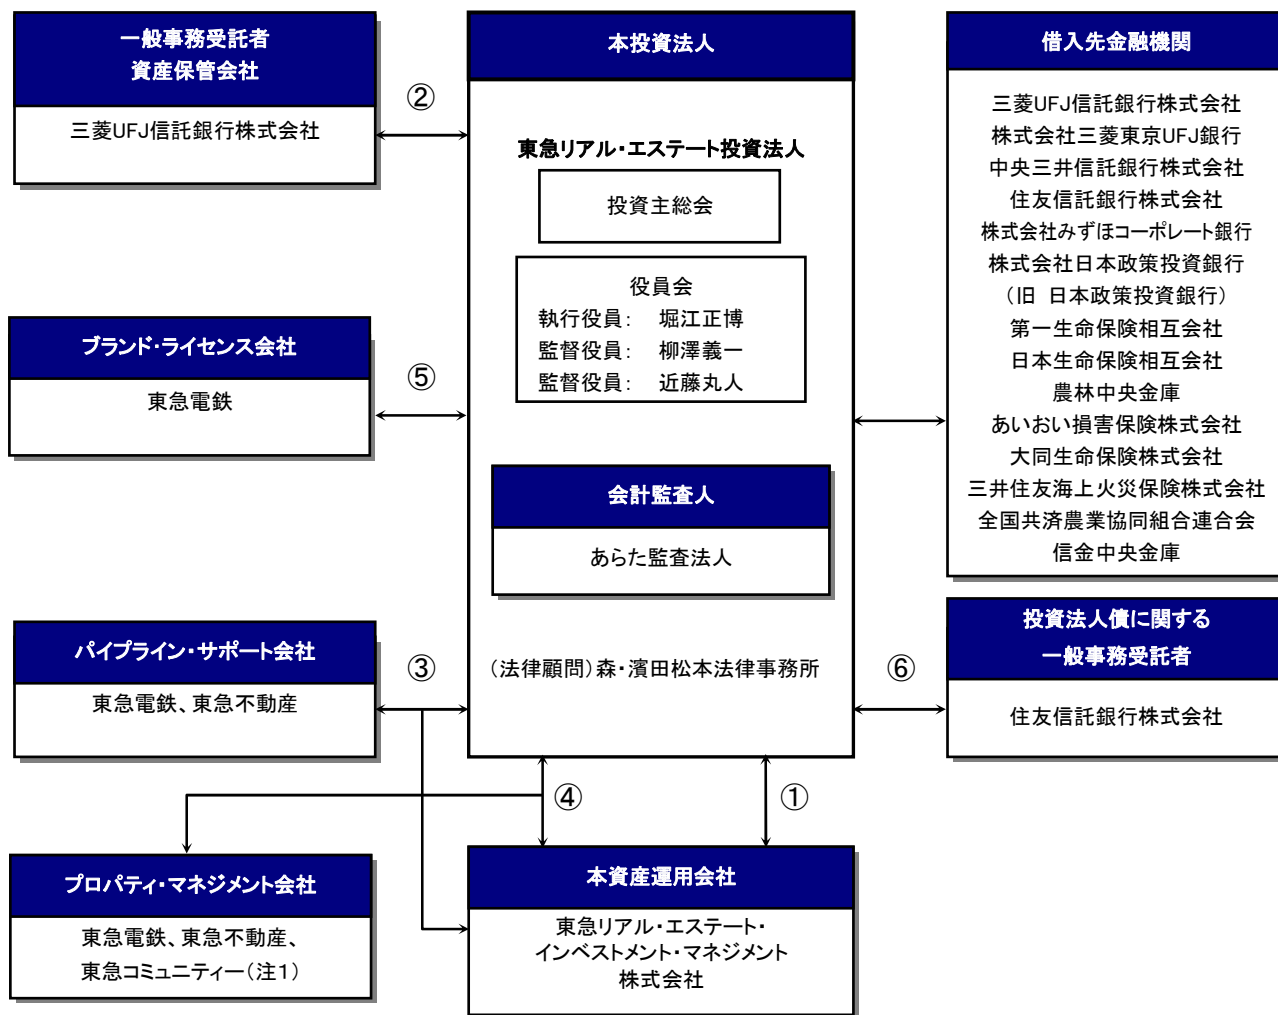 一般事務受託者
資産保管会社
三菱UFJ信託銀行株式会社
②
ブランド・ライセンス会社
東急電鉄
⑤
パイプライン・サポート会社
東急電鉄、東急不動産
③
プロパティ・マネジメント会社
東急電鉄、東急不動産、
東急コミュニティー(注1)
本投資法人
東急リアル・エステート投資法人
投資主総会
役員会
執行役員: 堀江正博
監督役員: 柳澤義一
監督役員: 近藤丸人
会計監査人
あらた監査法人
(法律顧問)森・濱田松本法律事務所
④
①
本資産運用会社
東急リアル・エステート・
インベストメント・マネジメント
株式会社
借入先金融機関
三菱UFJ信託銀行株式会社
株式会社三菱東京UFJ銀行
中央三井信託銀行株式会社
住友信託銀行株式会社
株式会社みずほコーポレート銀行
株式会社日本政策投資銀行
(旧 日本政策投資銀行)
第一生命保険相互会社
日本生命保険相互会社
農林中央金庫
あいおい損害保険株式会社
大同生命保険株式会社
三井住友海上火災保険株式会社
全国共済農業協同組合連合会
信金中央金庫
⑥
投資法人債に関する
一般事務受託者
住友信託銀行株式会社